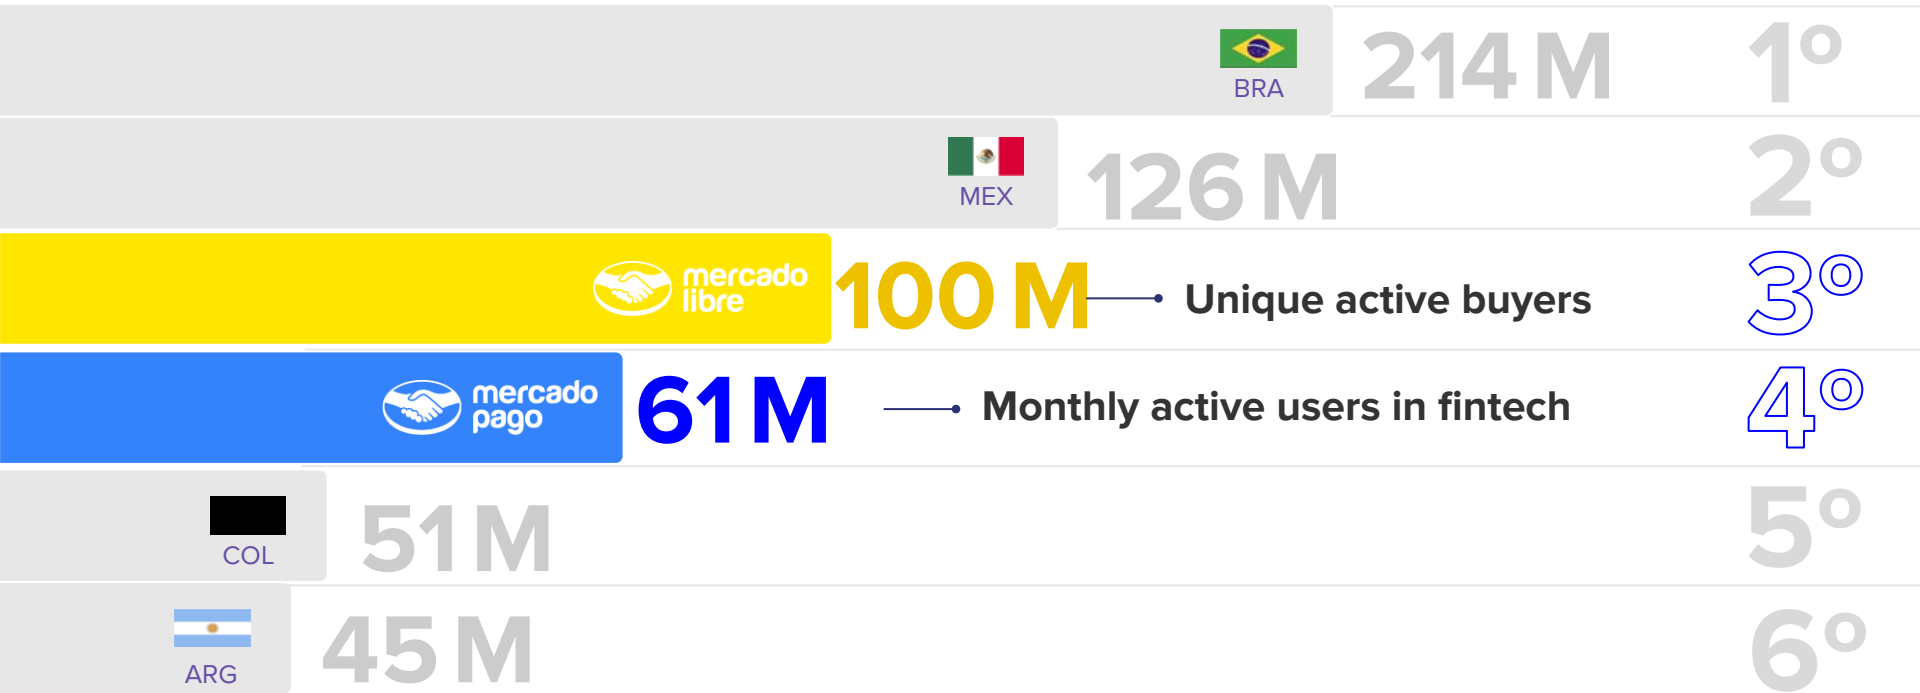 BRA
214 M
1º
MEX
126 M
2º
mercado
libre
100 M
Unique active buyers
3º
mercado
pago
61 M
Monthly active users in fintech
4º
COL
51 M
5º
ARG
45 M
6º